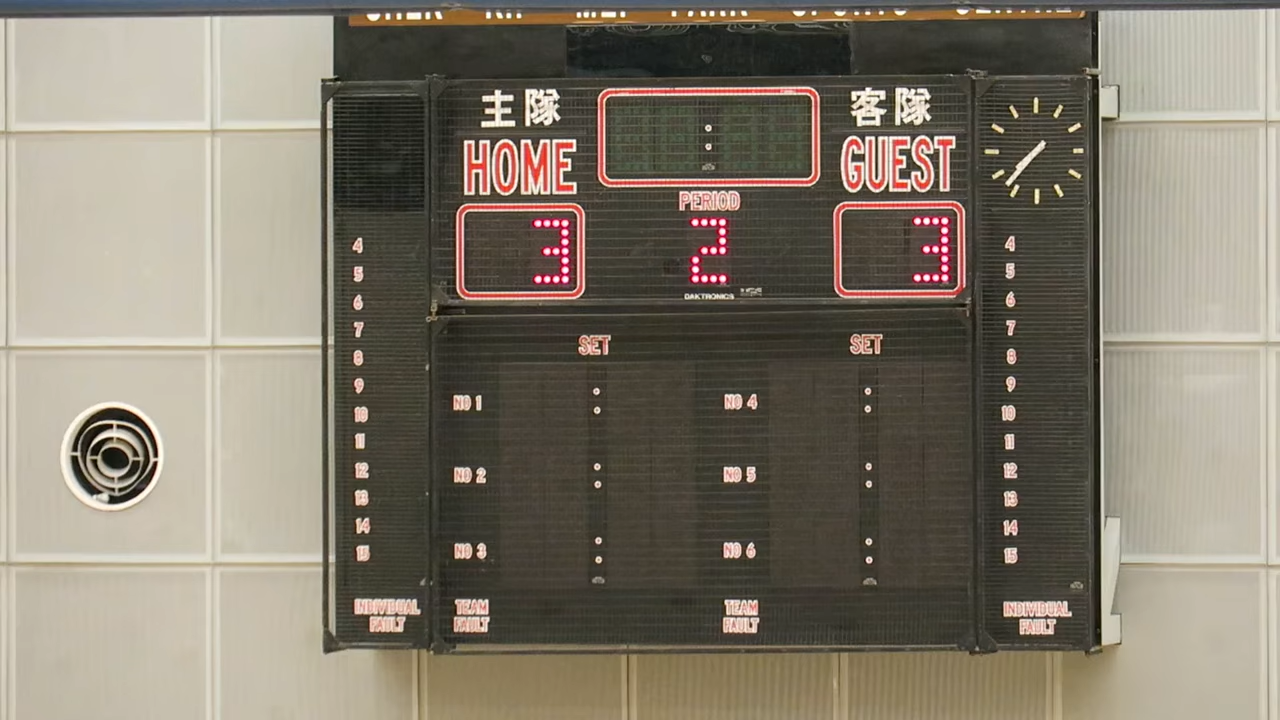 PARK SPORTS CENTRE
主隊
客隊
HOME
GUEST
PERIOD
3
2
3
DAKTRONICS
4
5
6
7
8
9
10
11
12
13
14
15
INDIVIDUAL
FAULT
SET
SET
NO 1
NO 4
NO 2
NO 5
NO 3
NO 6
TEAM
FAULT
TEAM
FAULT
4
5
6
7
8
9
10
11
12
13
14
15
INDIVIDUAL
FAULT